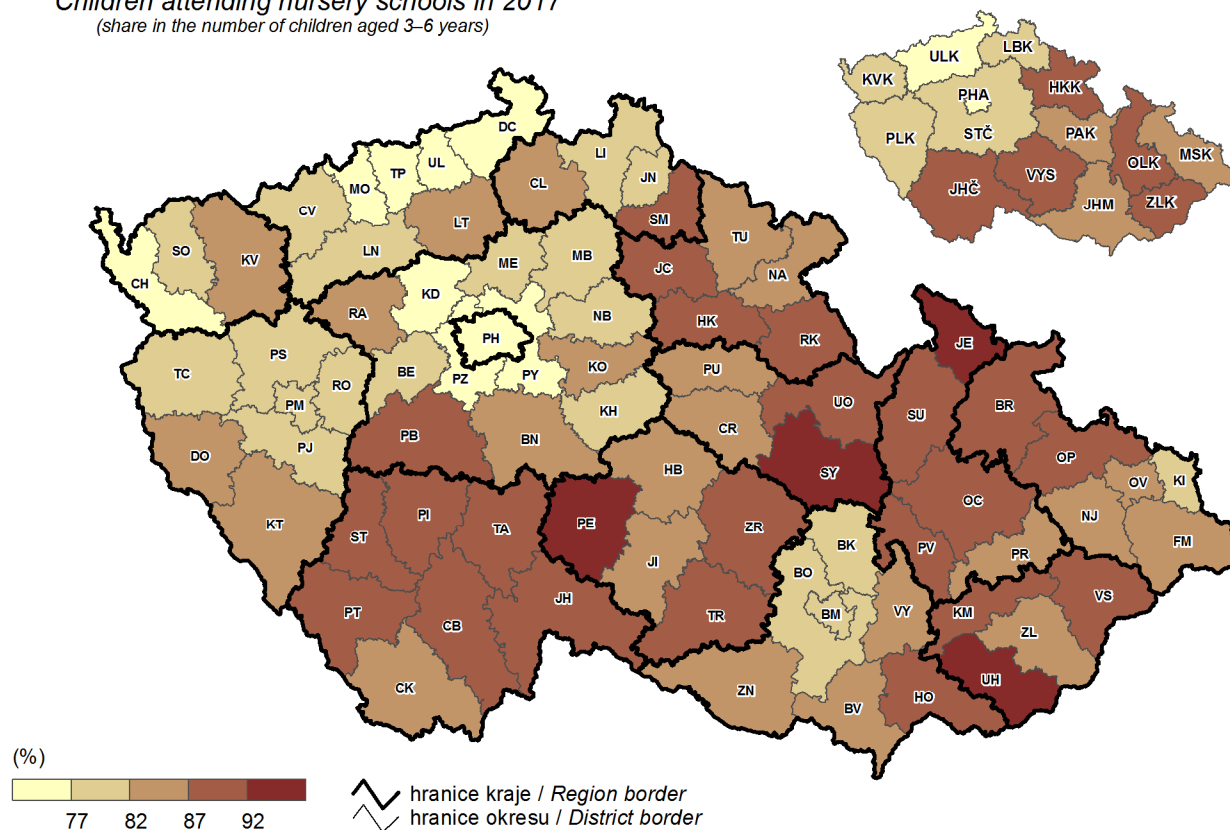 Children attending nursery schools in 2017
(share in the number of children aged 3–6 years)
ULK
LBK
KVK
HKK
PHA
PLK
STČ
PAK
MSK
OLK
VYS
JHČ
JHM
ZLK
DC
UL
TP
MO
LI
JN
CL
CV
LT
SM
TU
SO
KV
LN
ME
MB
JC
NA
CH
KD
RA
NB
HK
RK
PH
JE
PS
TC
RO
BE
PZ
PY
KO
PU
PM
KH
UO
SU
BR
PB
BN
CR
PJ
DO
HB
SY
OP
OV
KI
KT
ST
PI
TA
PE
ZR
OC
NJ
FM
BK
PV
PR
JI
BO
JH
VS
PT
CB
TR
BM
VY
KM
ZL
CK
ZN
BV
HO
UH
(%)
77 82 87 92
hranice kraje / Region border
hranice okresu / District border